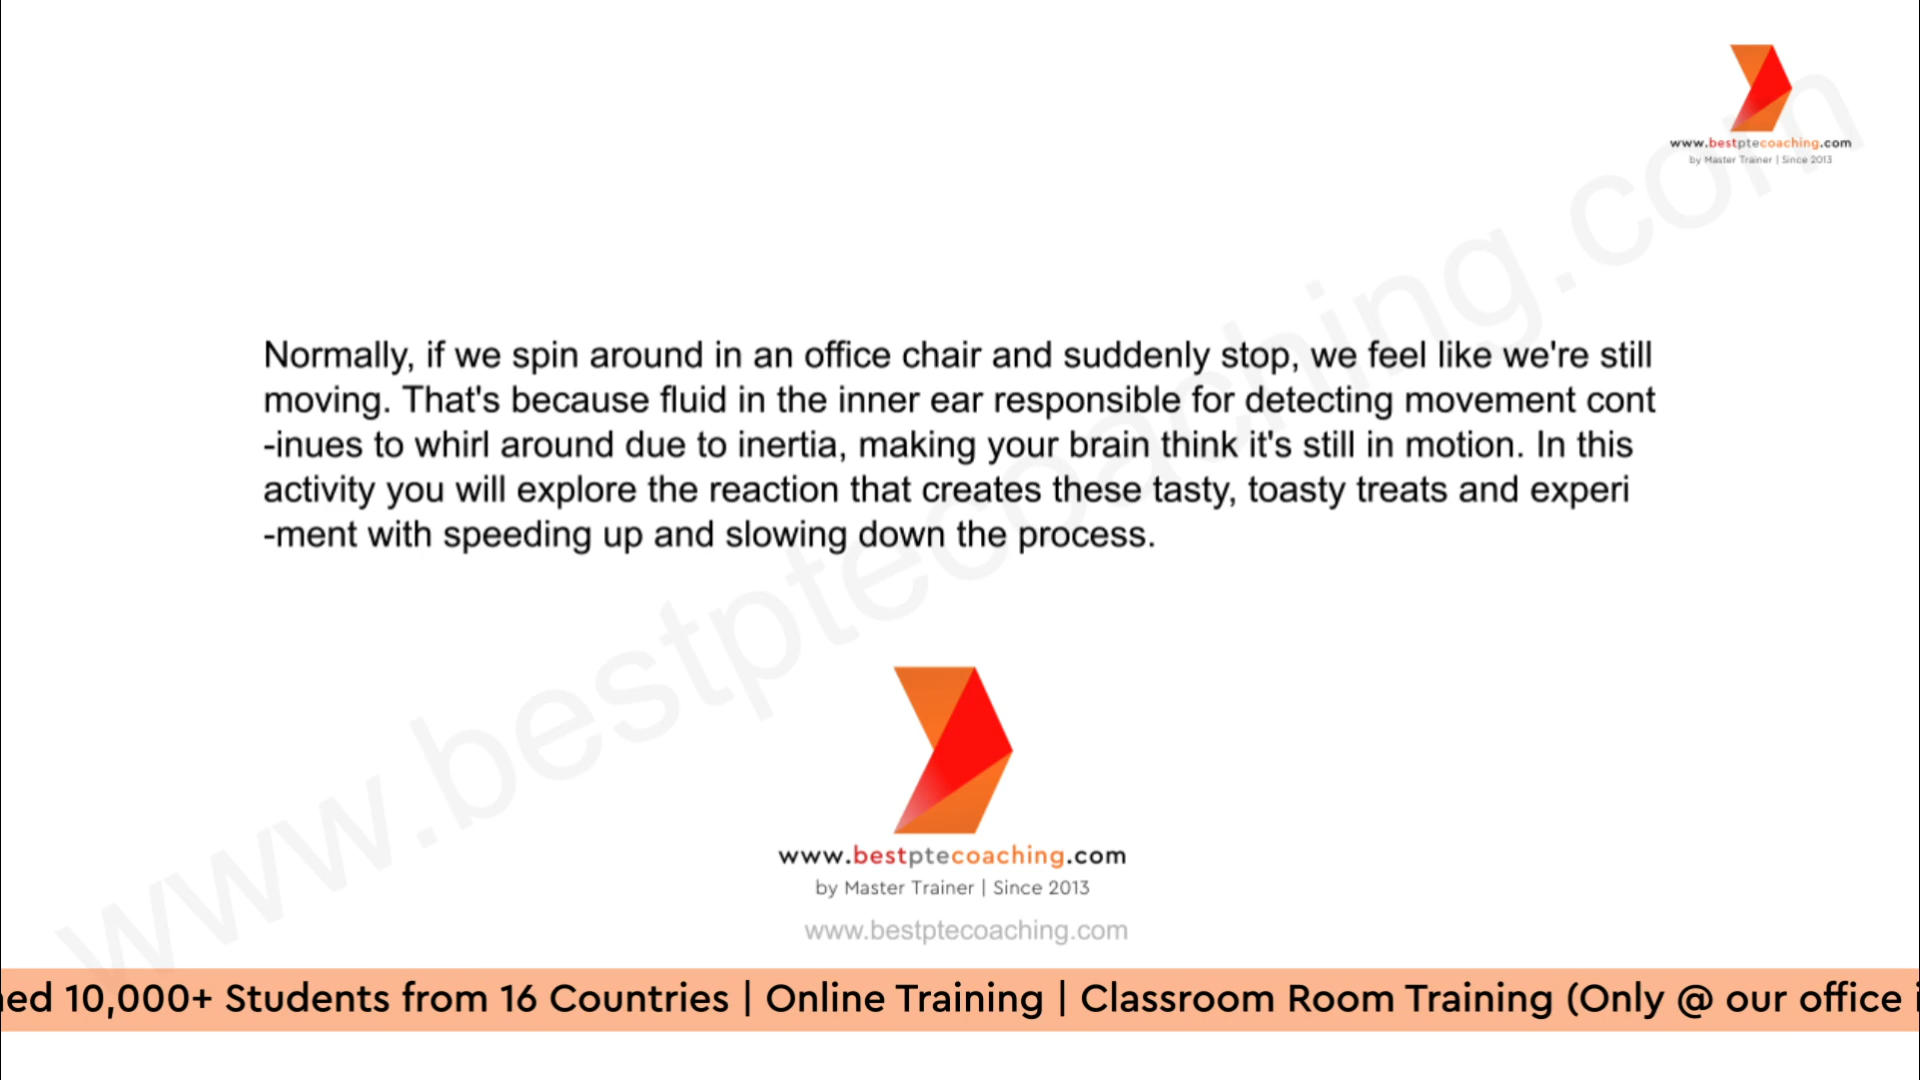 www.bestptecoaching.com
by Master Trainer | Since 2013
Normally, if we spin around in an office chair and suddenly stop, we feel like we're still
moving. That's because fluid in the inner ear responsible for detecting movement cont
-inues to whirl around due to inertia, making your brain think it's still in motion. In this
activity you will explore the reaction that creates these tasty, toasty treats and experi
-ment with speeding up and slowing down the process.
www.bestptecoaching.com
www.bestptecoaching.com
by Master Trainer | Since 2013
www.bestptecoaching.com
ed 10,000+ Students from 16 Countries | Online Training | Classroom Room Training (Only @ our office